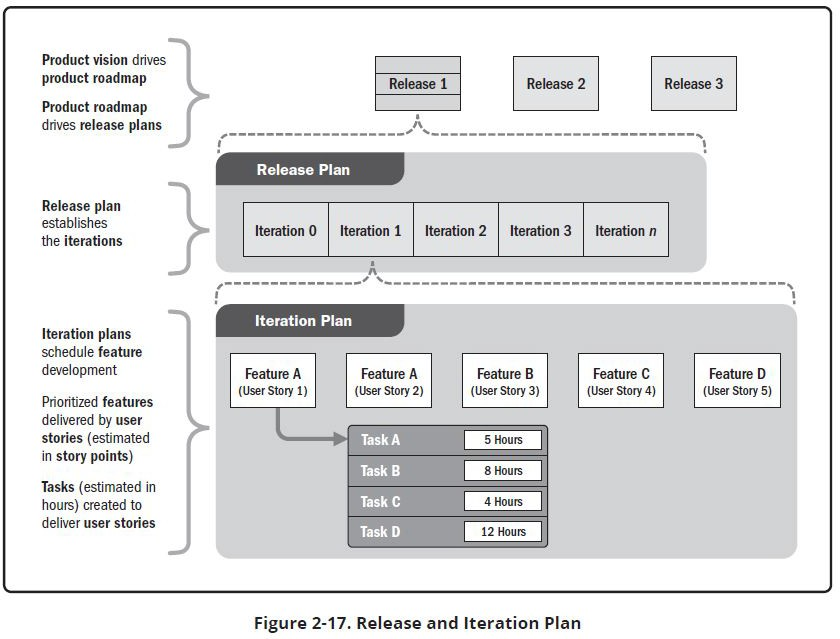 Product vision drives
product roadmap
Product roadmap
drives release plans
Release 1
Release 2
Release 3
Release Plan
Release plan
establishes
the iterations
Iteration 0
Iteration 1
Iteration 2
Iteration 3
Iteration n
Iteration Plan
Iteration plans
schedule feature
development
Prioritized features
delivered by user
stories (estimated
in story points)
Tasks (estimated in
hours) created to
deliver user stories
Feature A
(User Story 1)
Feature A
(User Story 2)
Feature B
(User Story 3)
Feature C
(User Story 4)
Feature D
(User Story 5)
Task A 5 Hours
Task B 8 Hours
Task C 4 Hours
Task D 12 Hours
Figure 2-17. Release and Iteration Plan